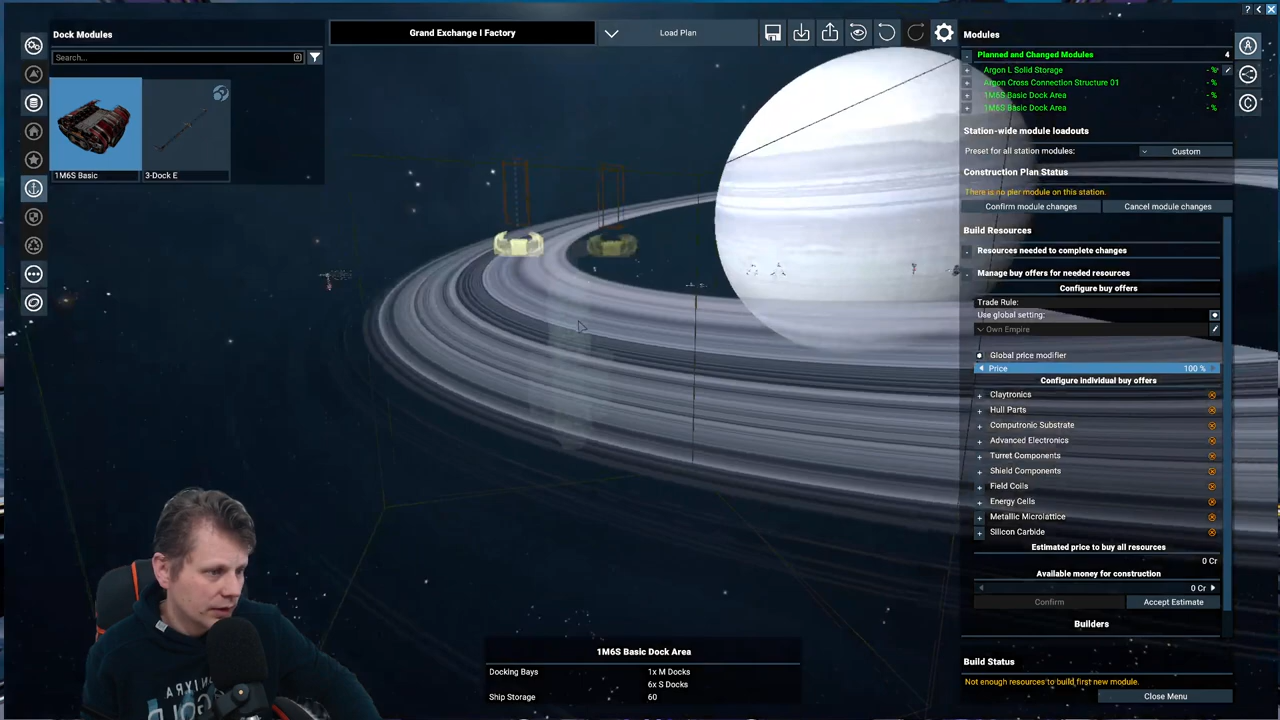 Dock Modules
Search...
1M6S Basic
3-Dock E
Grand Exchange I Factory
Load Plan
Modules
Planned and Changed Modules 4
Argon L Solid Storage - %
Argon Cross Connection Structure 01 - %
1M6S Basic Dock Area - %
1M6S Basic Dock Area - %
Station-wide module loadouts
Preset for all station modules: Custom
Construction Plan Status
There is no pier module on this station.
Confirm module changes Cancel module changes
Build Resources
Resources needed to complete changes
Manage buy offers for needed resources
Configure buy offers
Trade Rule:
Use global setting:
Own Empire
Global price modifier
Price 100 %
Configure individual buy offers
Claytronics
Hull Parts
Computronic Substrate
Advanced Electronics
Turret Components
Shield Components
Field Coils
Energy Cells
Metallic Microlattice
Silicon Carbide
Estimated price to buy all resources
0 Cr
Available money for construction
0 Cr
Confirm Accept Estimate
Builders
Build Status
Not enough resources to build first new module.
Close Menu
1M6S Basic Dock Area
Docking Bays 1x M Docks
6x S Docks
Ship Storage 60